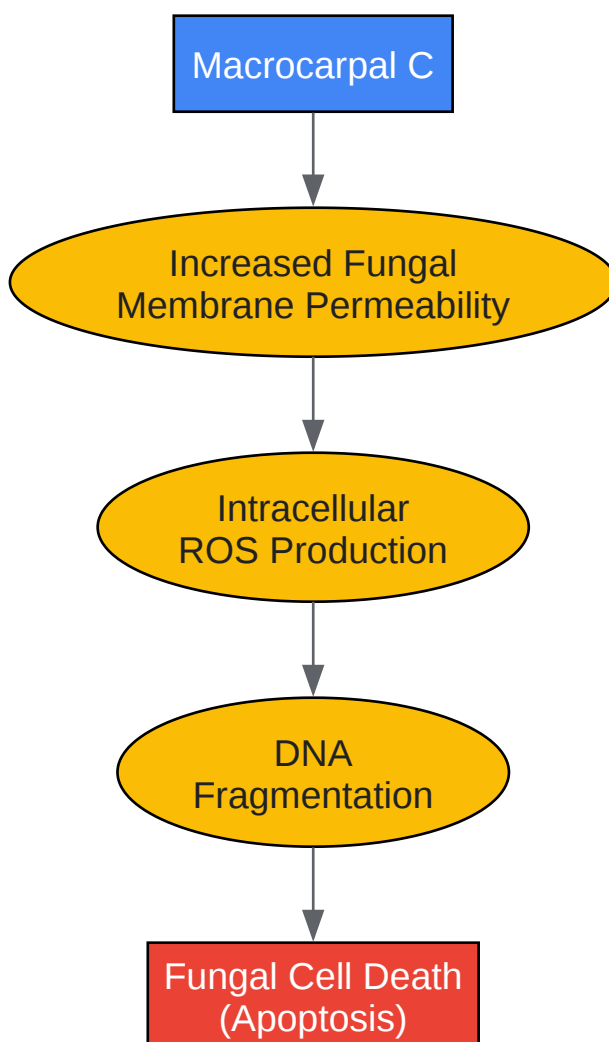 Macrocarpal C
Increased Fungal
Membrane Permeability
Intracellular
ROS Production
DNA
Fragmentation
Fungal Cell Death
(Apoptosis)